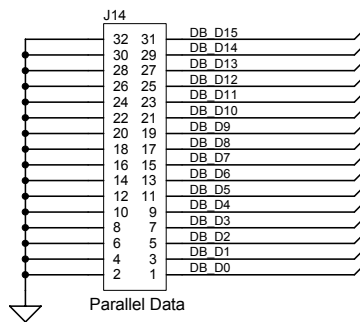 J14
32 31 DB_D15
30 29 DB_D14
28 27 DB_D13
26 25 DB_D12
24 23 DB_D11
22 21 DB_D10
20 19 DB_D9
18 17 DB_D8
16 15 DB_D7
14 13 DB_D6
12 11 DB_D5
10 9 DB_D4
8 7 DB_D3
6 5 DB_D2
4 3 DB_D1
2 1 DB_D0
Parallel Data